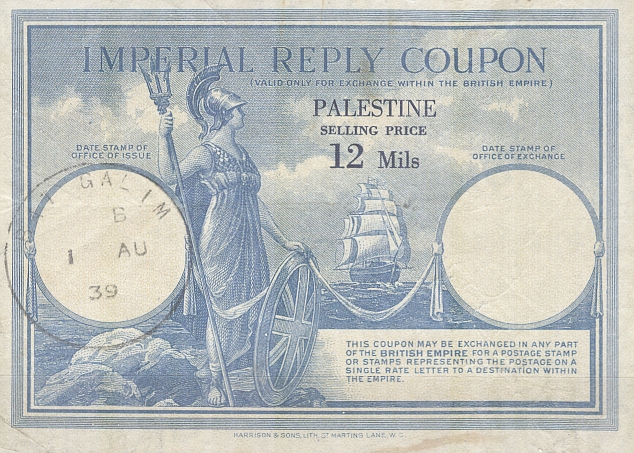 IMPERIAL REPLY COUPON
(VALID ONLY FOR EXCHANGE WITHIN THE BRITISH EMPIRE)
PALESTINE
SELLING PRICE
12 Mils
DATE STAMP OF
OFFICE OF ISSUE
DATE STAMP OF
OFFICE OF EXCHANGE
BAT GALIM
B
1 AU
39
THIS COUPON MAY BE EXCHANGED IN ANY PART
OF THE BRITISH EMPIRE FOR A POSTAGE STAMP
OR STAMPS REPRESENTING THE POSTAGE ON A
SINGLE RATE LETTER TO A DESTINATION WITHIN
THE EMPIRE.
HARRISON & SONS, LITH, ST MARTINS LANE, W.C.